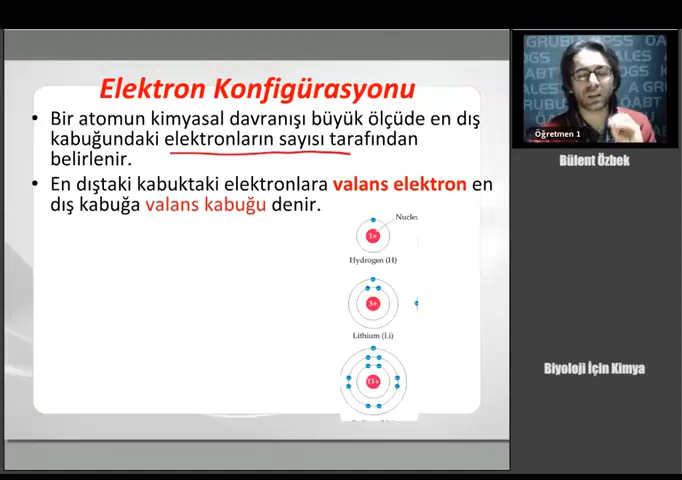 Elektron Konfigürasyonu
• Bir atomun kimyasal davranışı büyük ölçüde en dış
kabuğundaki elektronların sayısı tarafından
belirlenir.
• En dıştaki kabuktaki elektronlara valans elektron en
dış kabuğa valans kabuğu denir.
1+
Hydrogen (H)
3+
Lithium (Li)
11+
Öğretmen 1
Bülent Özbek
Biyoloji İçin Kimya